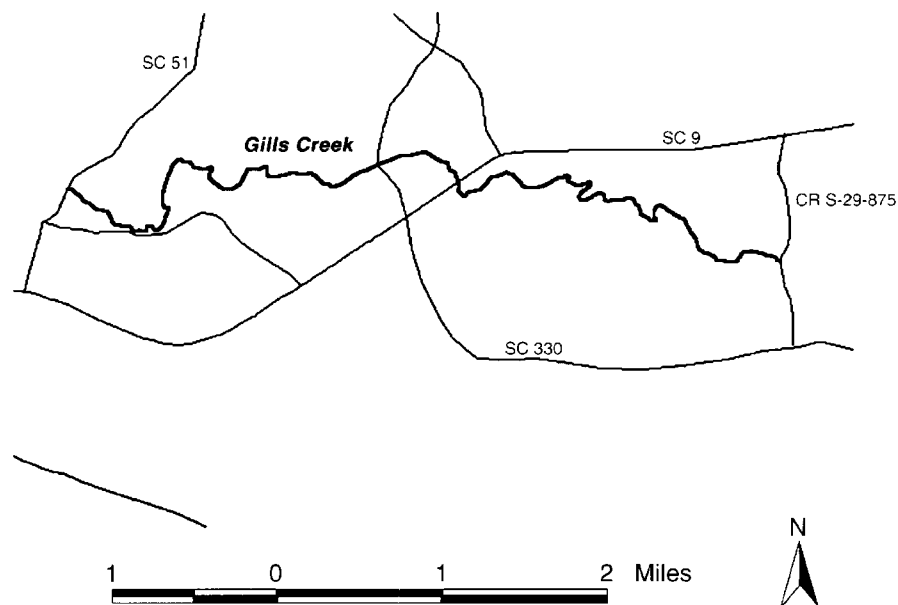 SC 51
Gills Creek
SC 9
CR S-29-875
SC 330
N
1 0 1 2 Miles